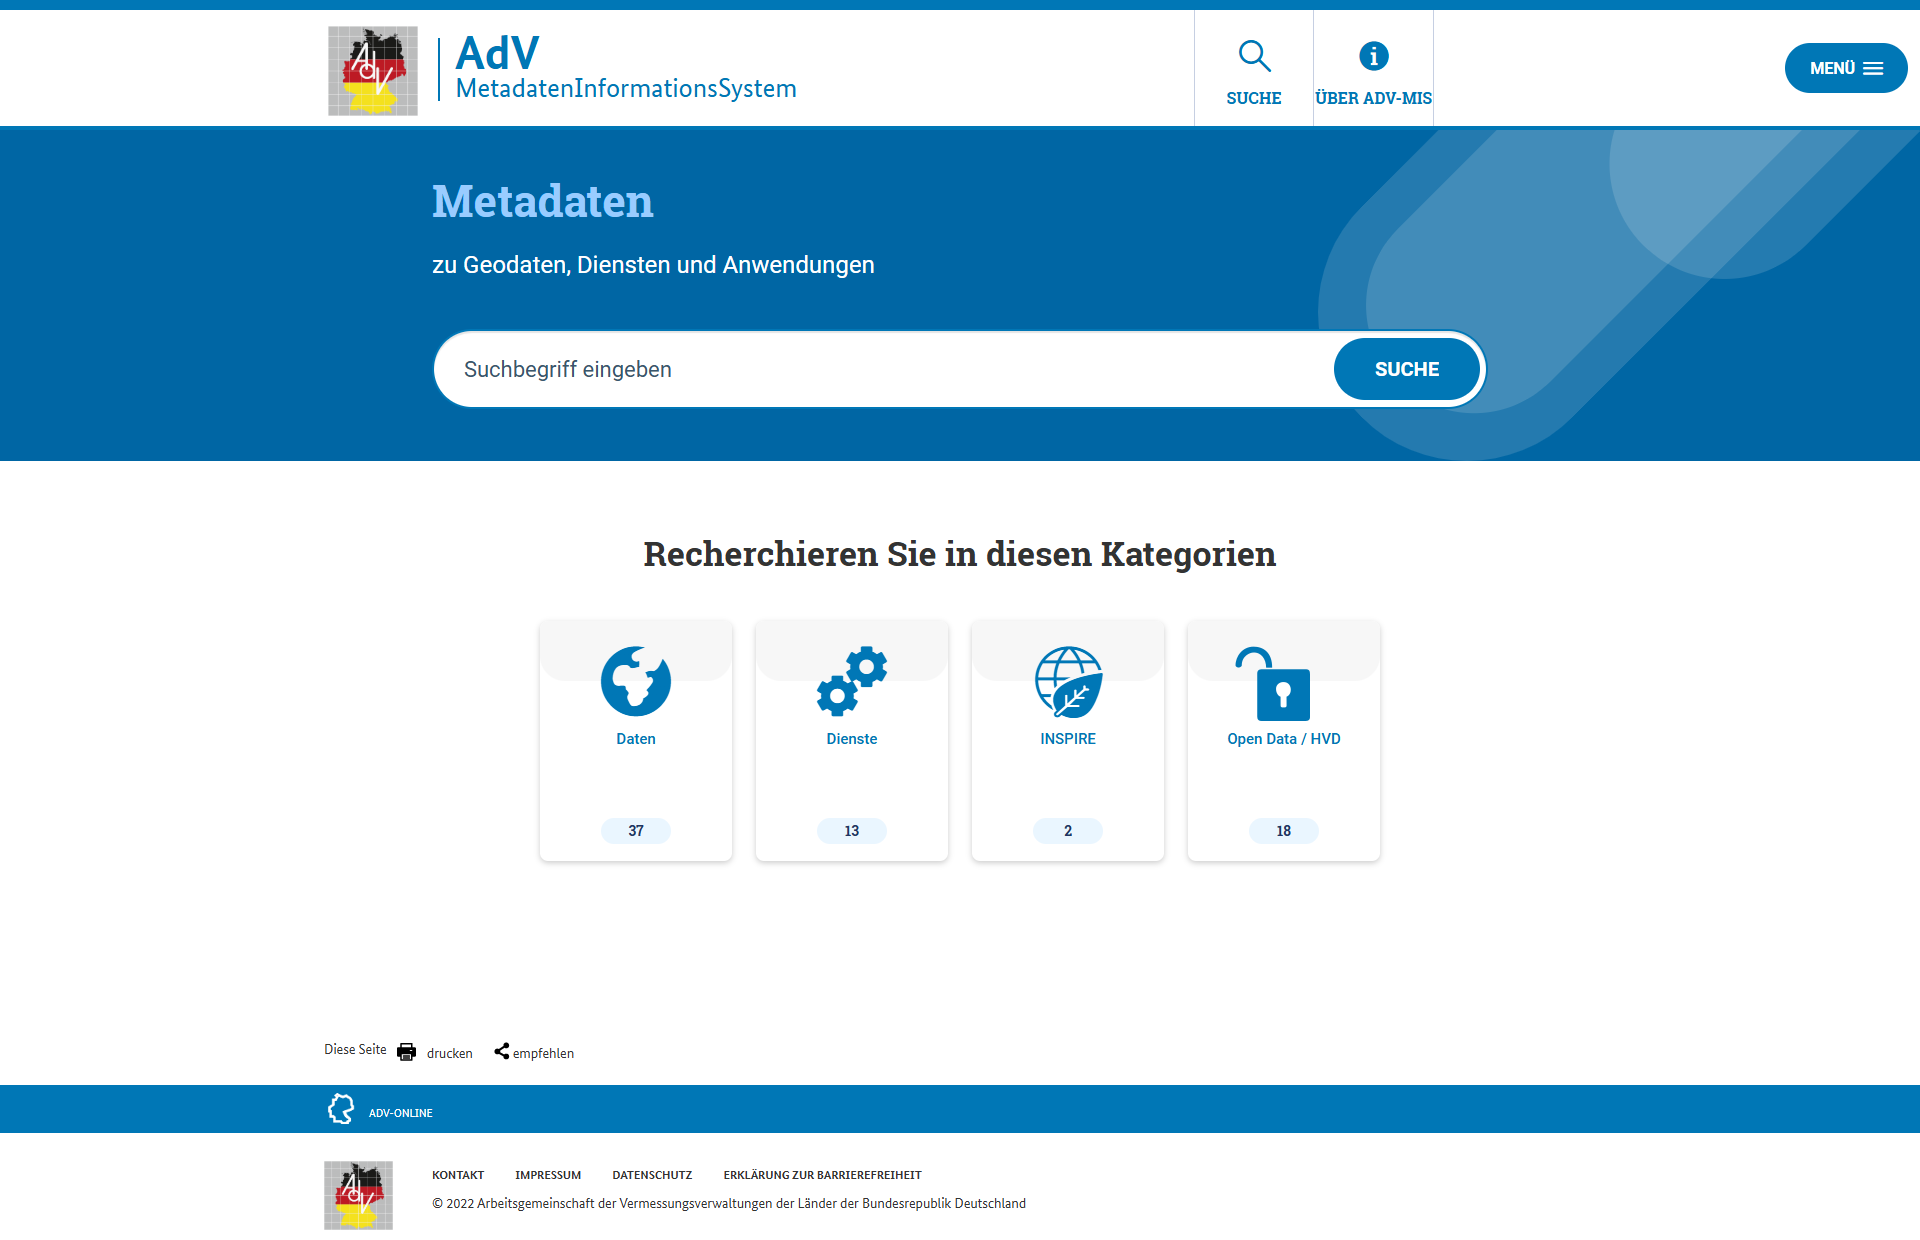 AdV
AdV
MetadatenInformationsSystem
SUCHE
ÜBER ADV-MIS
MENÜ
Metadaten
zu Geodaten, Diensten und Anwendungen
Suchbegriff eingeben
SUCHE
Recherchieren Sie in diesen Kategorien
Daten
Dienste
INSPIRE
Open Data / HVD
37
13
2
18
Diese Seite
drucken
empfehlen
ADV-ONLINE
AdV
KONTAKT
IMPRESSUM
DATENSCHUTZ
ERKLÄRUNG ZUR BARRIEREFREIHEIT
© 2022 Arbeitsgemeinschaft der Vermessungsverwaltungen der Länder der Bundesrepublik Deutschland